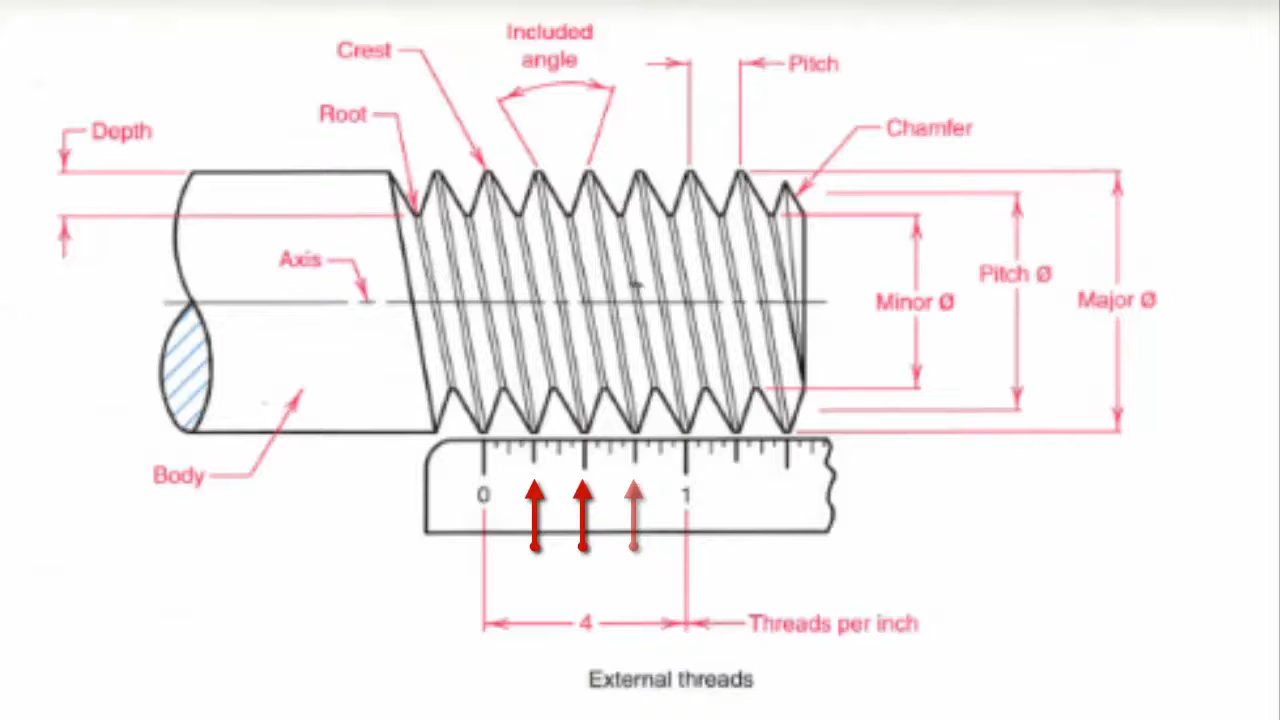 Included
angle
Crest
Pitch
Root
Chamfer
Depth
Axis
Pitch Ø
Minor Ø
Major Ø
Body
0
1
4
Threads per inch
External threads